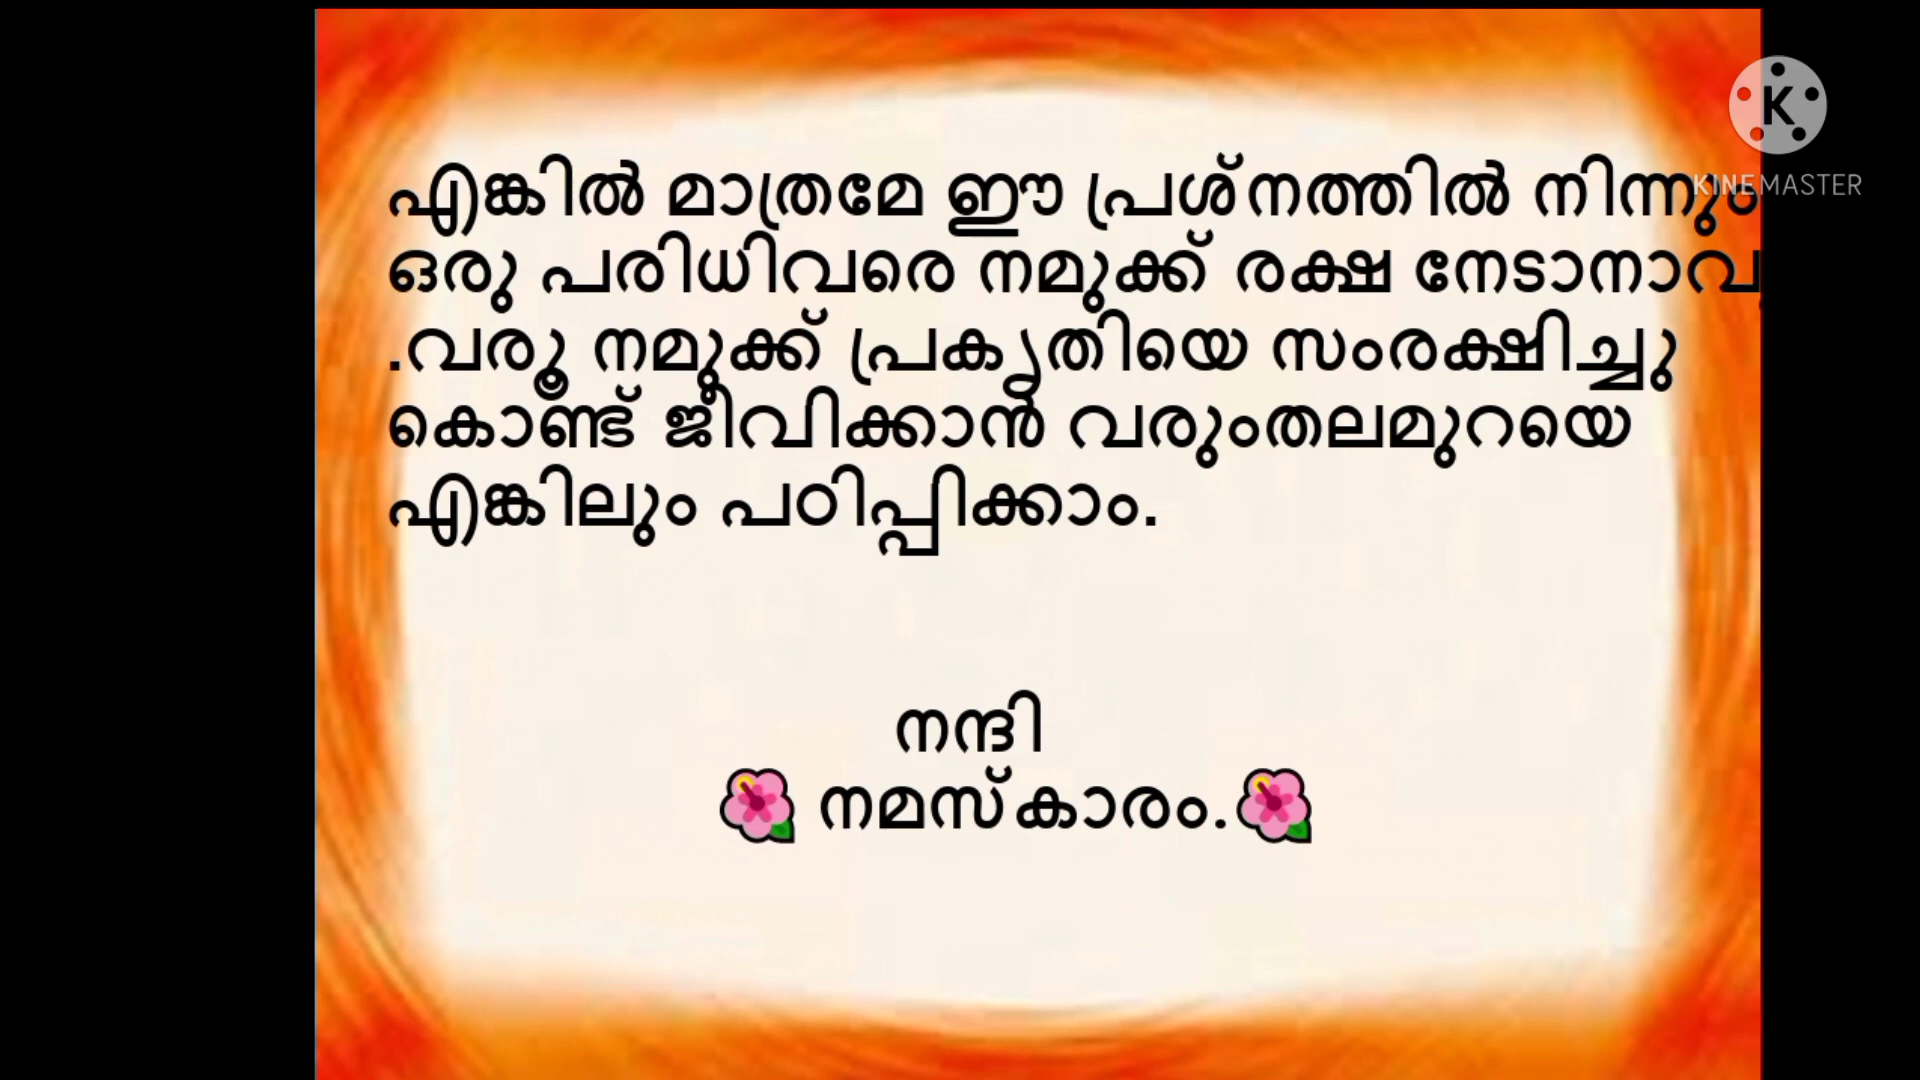 എങ്കിൽ മാത്രമേ ഈ പ്രശ്നത്തിൽ നിന്നും
ഒരു പരിധിവരെ നമുക്ക് രക്ഷ
.വരൂ നമുക്ക് പ്രകൃതിയെ സംരക്ഷിച്ചു
കൊണ്ട് ജീവിക്കാൻ വരുംതലമുറയെ
എങ്കിലും പഠിപ്പിക്കാം.
നന്ദി
🌺 നമസ്കാരം.🌺
K
KINEMASTER